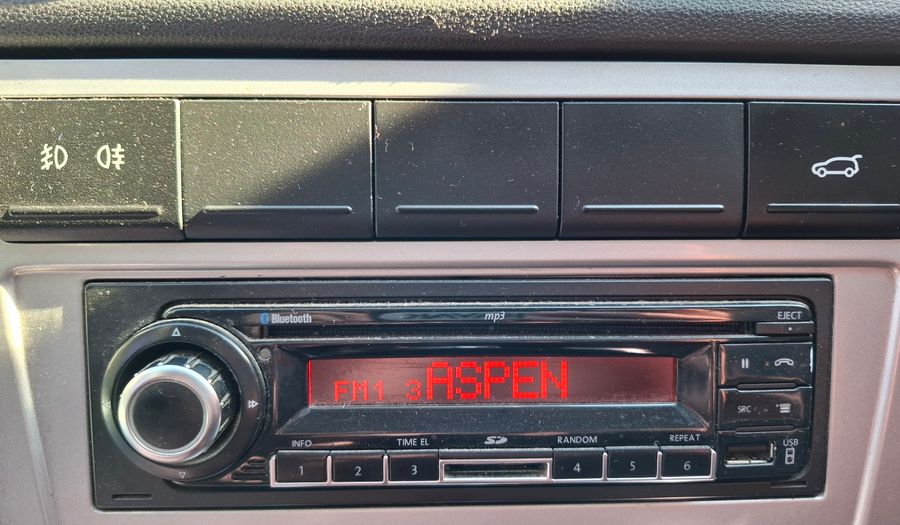 Bluetooth mp3 EJECT
FM1 3 ASPEN
SRC
INFO TIME EL SD RANDOM REPEAT USB
1 2 3 4 5 6